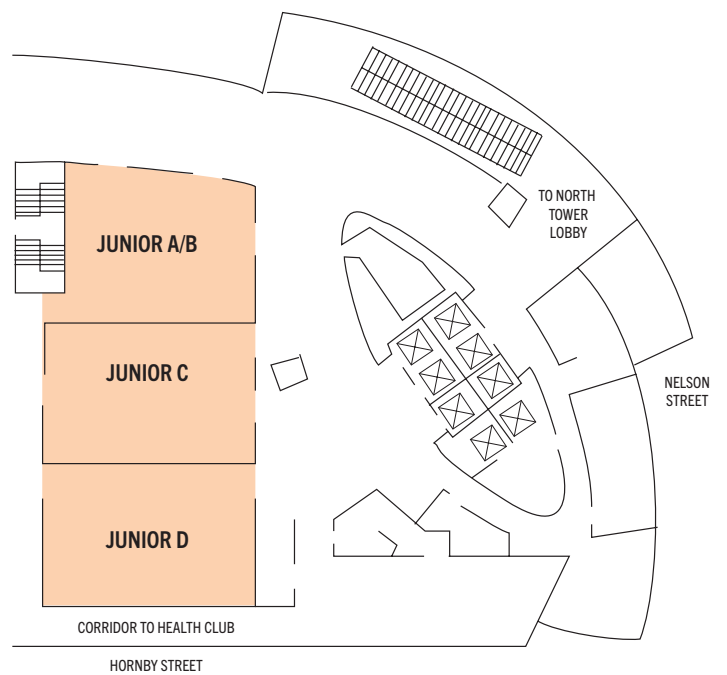 TO NORTH
TOWER
LOBBY
JUNIOR A/B
JUNIOR C
NELSON
STREET
JUNIOR D
CORRIDOR TO HEALTH CLUB
HORNBY STREET